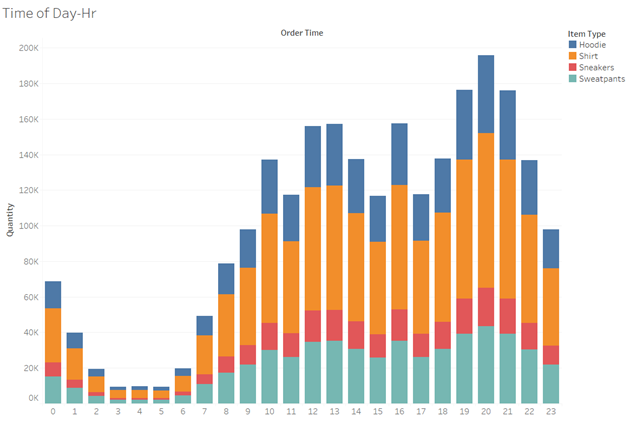 Time of Day-Hr
Order Time
Item Type
Hoodie
Shirt
Sneakers
Sweatpants
Quantity
200K
180K
160K
140K
120K
100K
80K
60K
40K
20K
0K
0 1 2 3 4 5 6 7 8 9 10 11 12 13 14 15 16 17 18 19 20 21 22 23